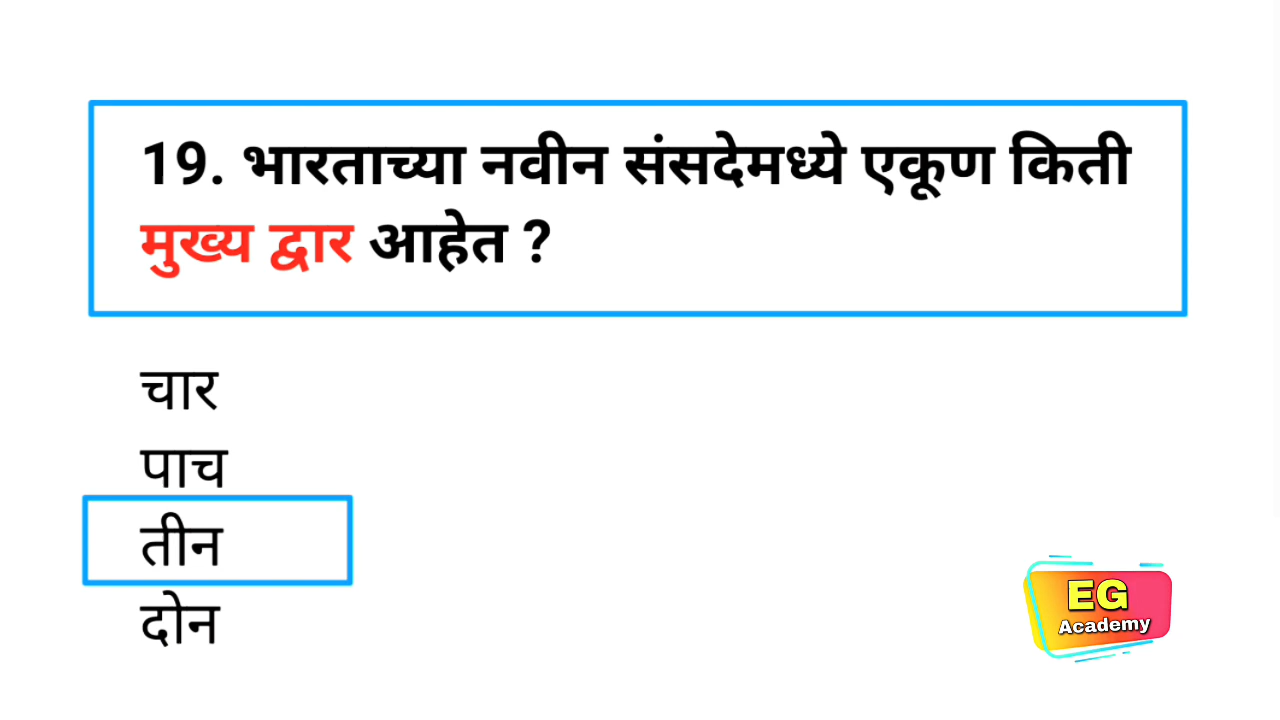 19. भारताच्या नवीन संसदेमध्ये एकूण किती
मुख्य द्वार आहेत ?
चार
पाच
तीन
दोन
EG
Academy